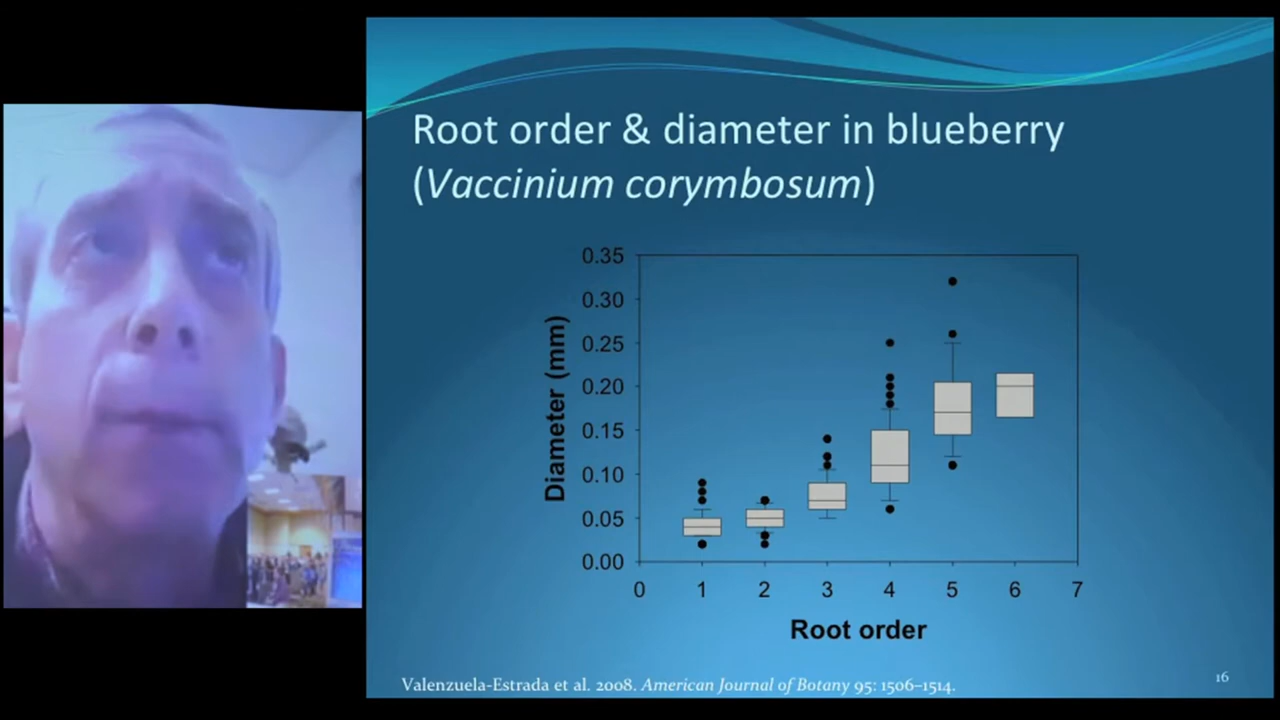 Root order & diameter in blueberry
(Vaccinium corymbosum)
0.35
0.30
0.25
0.20
0.15
0.10
0.05
0.00
Diameter (mm)
0 1 2 3 4 5 6 7
Root order
Valenzuela-Estrada et al. 2008. American Journal of Botany 95: 1506–1514.
16